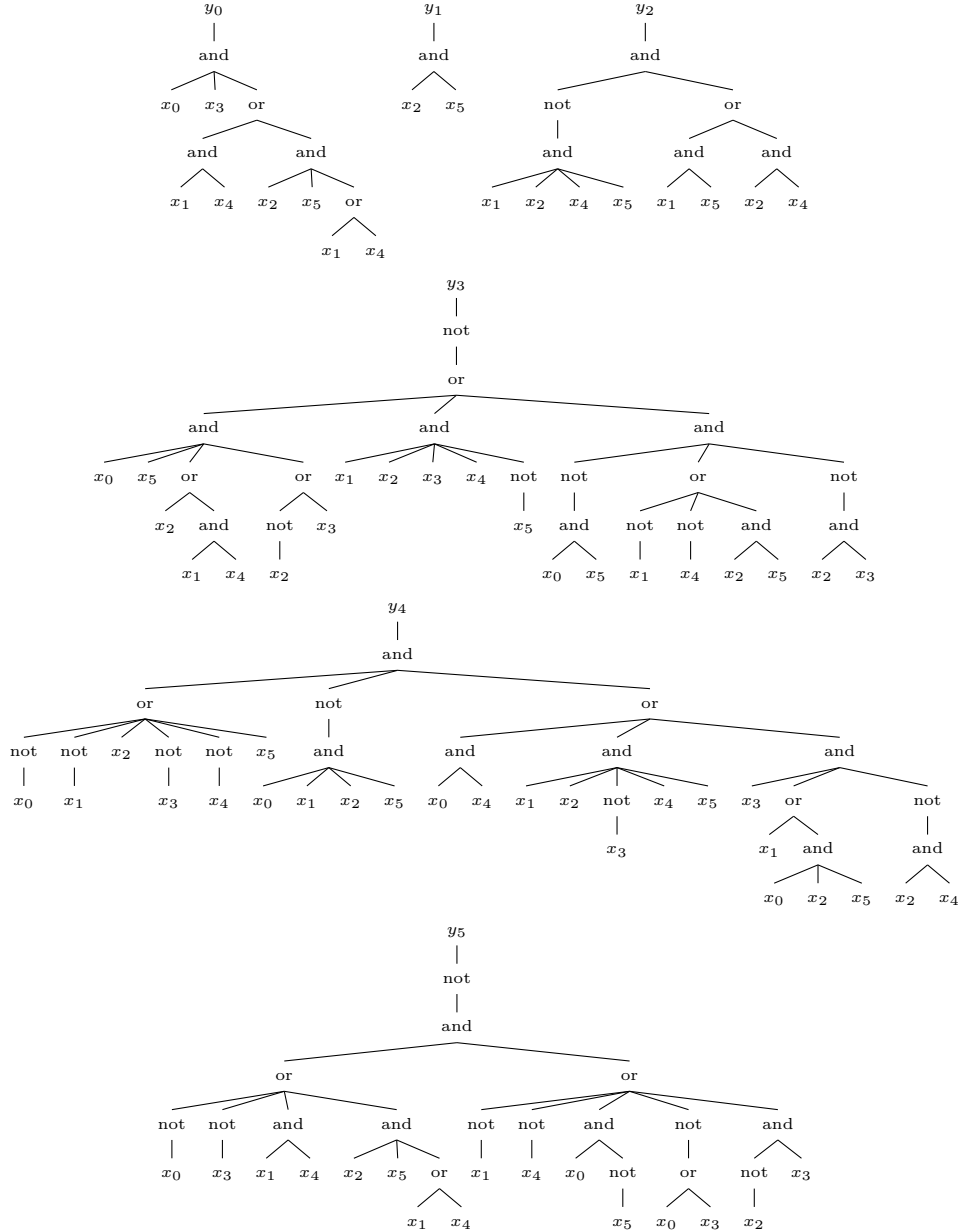 y₀ y₁ y₂
and and and
x₀ x₃ or x₂ x₅ not or
and and and and and
x₁ x₄ x₂ x₅ or x₁ x₂ x₄ x₅ x₁ x₅ x₂ x₄
x₁ x₄
y₃
not
or
and and and
x₀ x₅ or or x₁ x₂ x₃ x₄ not not or not
x₂ and not x₃ x₅ and not not and and
x₁ x₄ x₂ x₀ x₅ x₁ x₄ x₂ x₅ x₂ x₃
y₄
and
or not or
not not x₂ not not x₅ and and and and
x₀ x₁ x₃ x₄ x₀ x₁ x₂ x₅ x₀ x₄ x₁ x₂ not x₄ x₅ x₃ or not
x₃ x₁ and and
x₀ x₂ x₅ x₂ x₄
y₅
not
and
or or
not not and and not not and not and
x₀ x₃ x₁ x₄ x₂ x₅ or x₁ x₄ x₀ not or not x₃
x₁ x₄ x₅ x₀ x₃ x₂